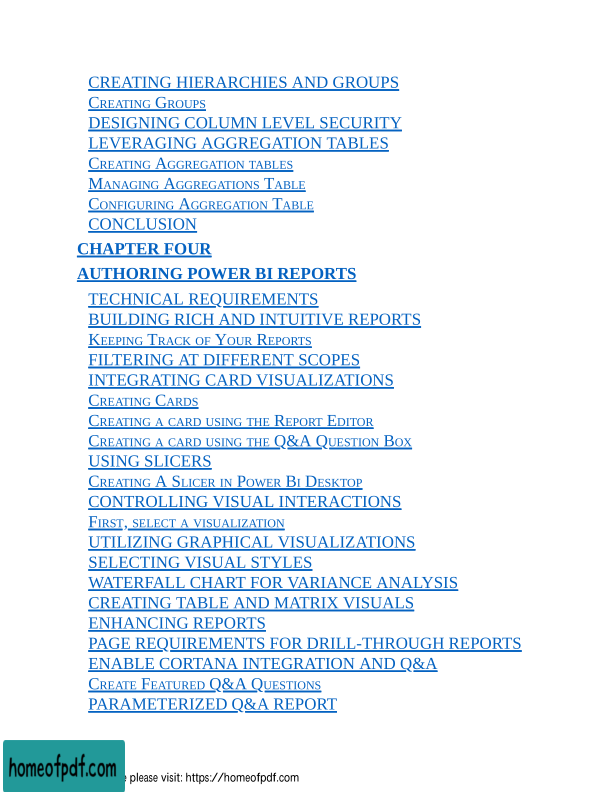 CREATING HIERARCHIES AND GROUPS
Creating Groups
DESIGNING COLUMN LEVEL SECURITY
LEVERAGING AGGREGATION TABLES
Creating Aggregation tables
Managing Aggregations Table
Configuring Aggregation Table
CONCLUSION
CHAPTER FOUR
AUTHORING POWER BI REPORTS
TECHNICAL REQUIREMENTS
BUILDING RICH AND INTUITIVE REPORTS
Keeping Track of Your Reports
FILTERING AT DIFFERENT SCOPES
INTEGRATING CARD VISUALIZATIONS
Creating Cards
Creating a card using the Report Editor
Creating a card using the Q&A Question Box
USING SLICERS
Creating A Slicer in Power Bi Desktop
CONTROLLING VISUAL INTERACTIONS
First, select a visualization
UTILIZING GRAPHICAL VISUALIZATIONS
SELECTING VISUAL STYLES
WATERFALL CHART FOR VARIANCE ANALYSIS
CREATING TABLE AND MATRIX VISUALS
ENHANCING REPORTS
PAGE REQUIREMENTS FOR DRILL-THROUGH REPORTS
ENABLE CORTANA INTEGRATION AND Q&A
Create Featured Q&A Questions
PARAMETERIZED Q&A REPORT
homeofpdf.com
please visit: https://homeofpdf.com